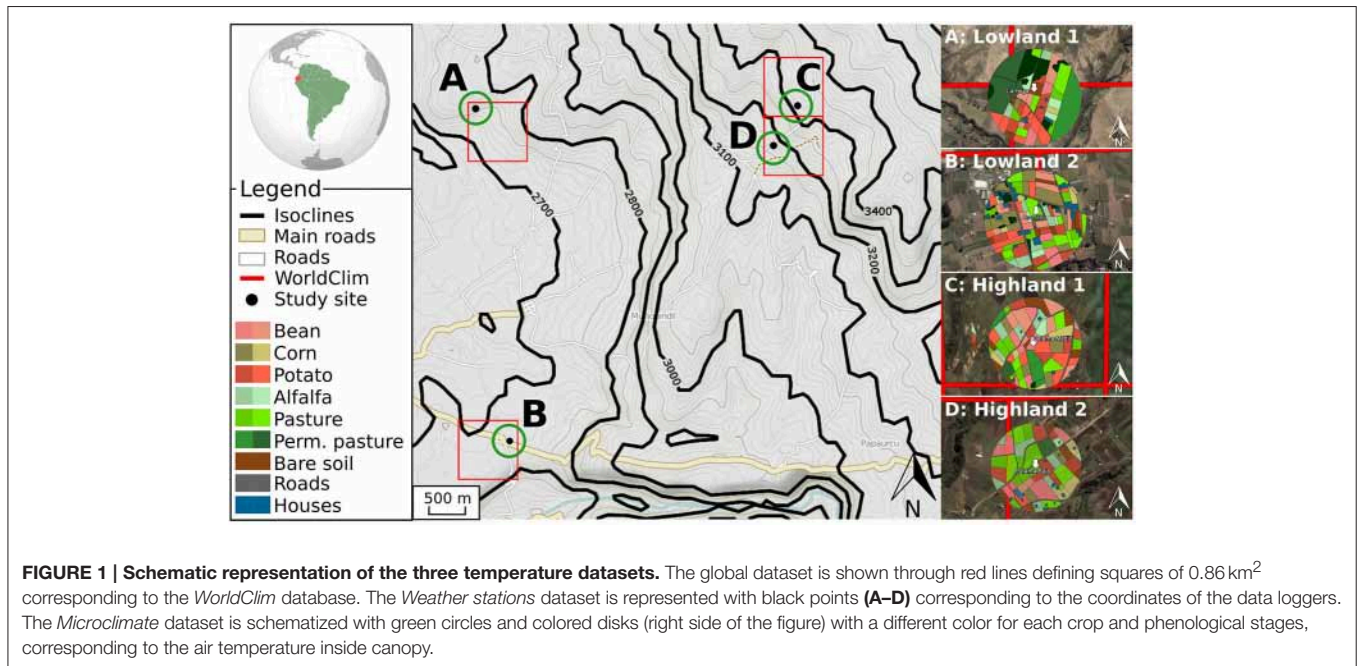 Legend
Isoclines
Main roads
Roads
WorldClim
Study site
Bean
Corn
Potato
Alfalfa
Pasture
Perm. pasture
Bare soil
Roads
Houses
A
B
C
D
2700
2800
3000
3100
3200
3400
500 m
N
A: Lowland 1
N
B: Lowland 2
N
C: Highland 1
N
D: Highland 2
N
FIGURE 1 | Schematic representation of the three temperature datasets. The global dataset is shown through red lines defining squares of 0.86 km²
corresponding to the WorldClim database. The Weather stations dataset is represented with black points (A–D) corresponding to the coordinates of the data loggers.
The Microclimate dataset is schematized with green circles and colored disks (right side of the figure) with a different color for each crop and phenological stages,
corresponding to the air temperature inside canopy.